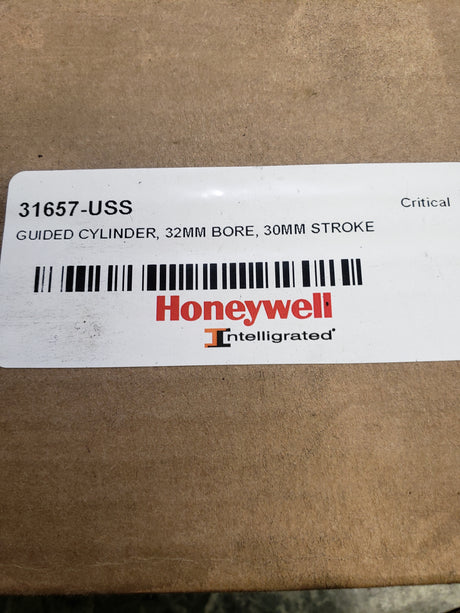 31657-USS
Critical
GUIDED CYLINDER, 32MM BORE, 30MM STROKE
Honeywell
Intelligrated